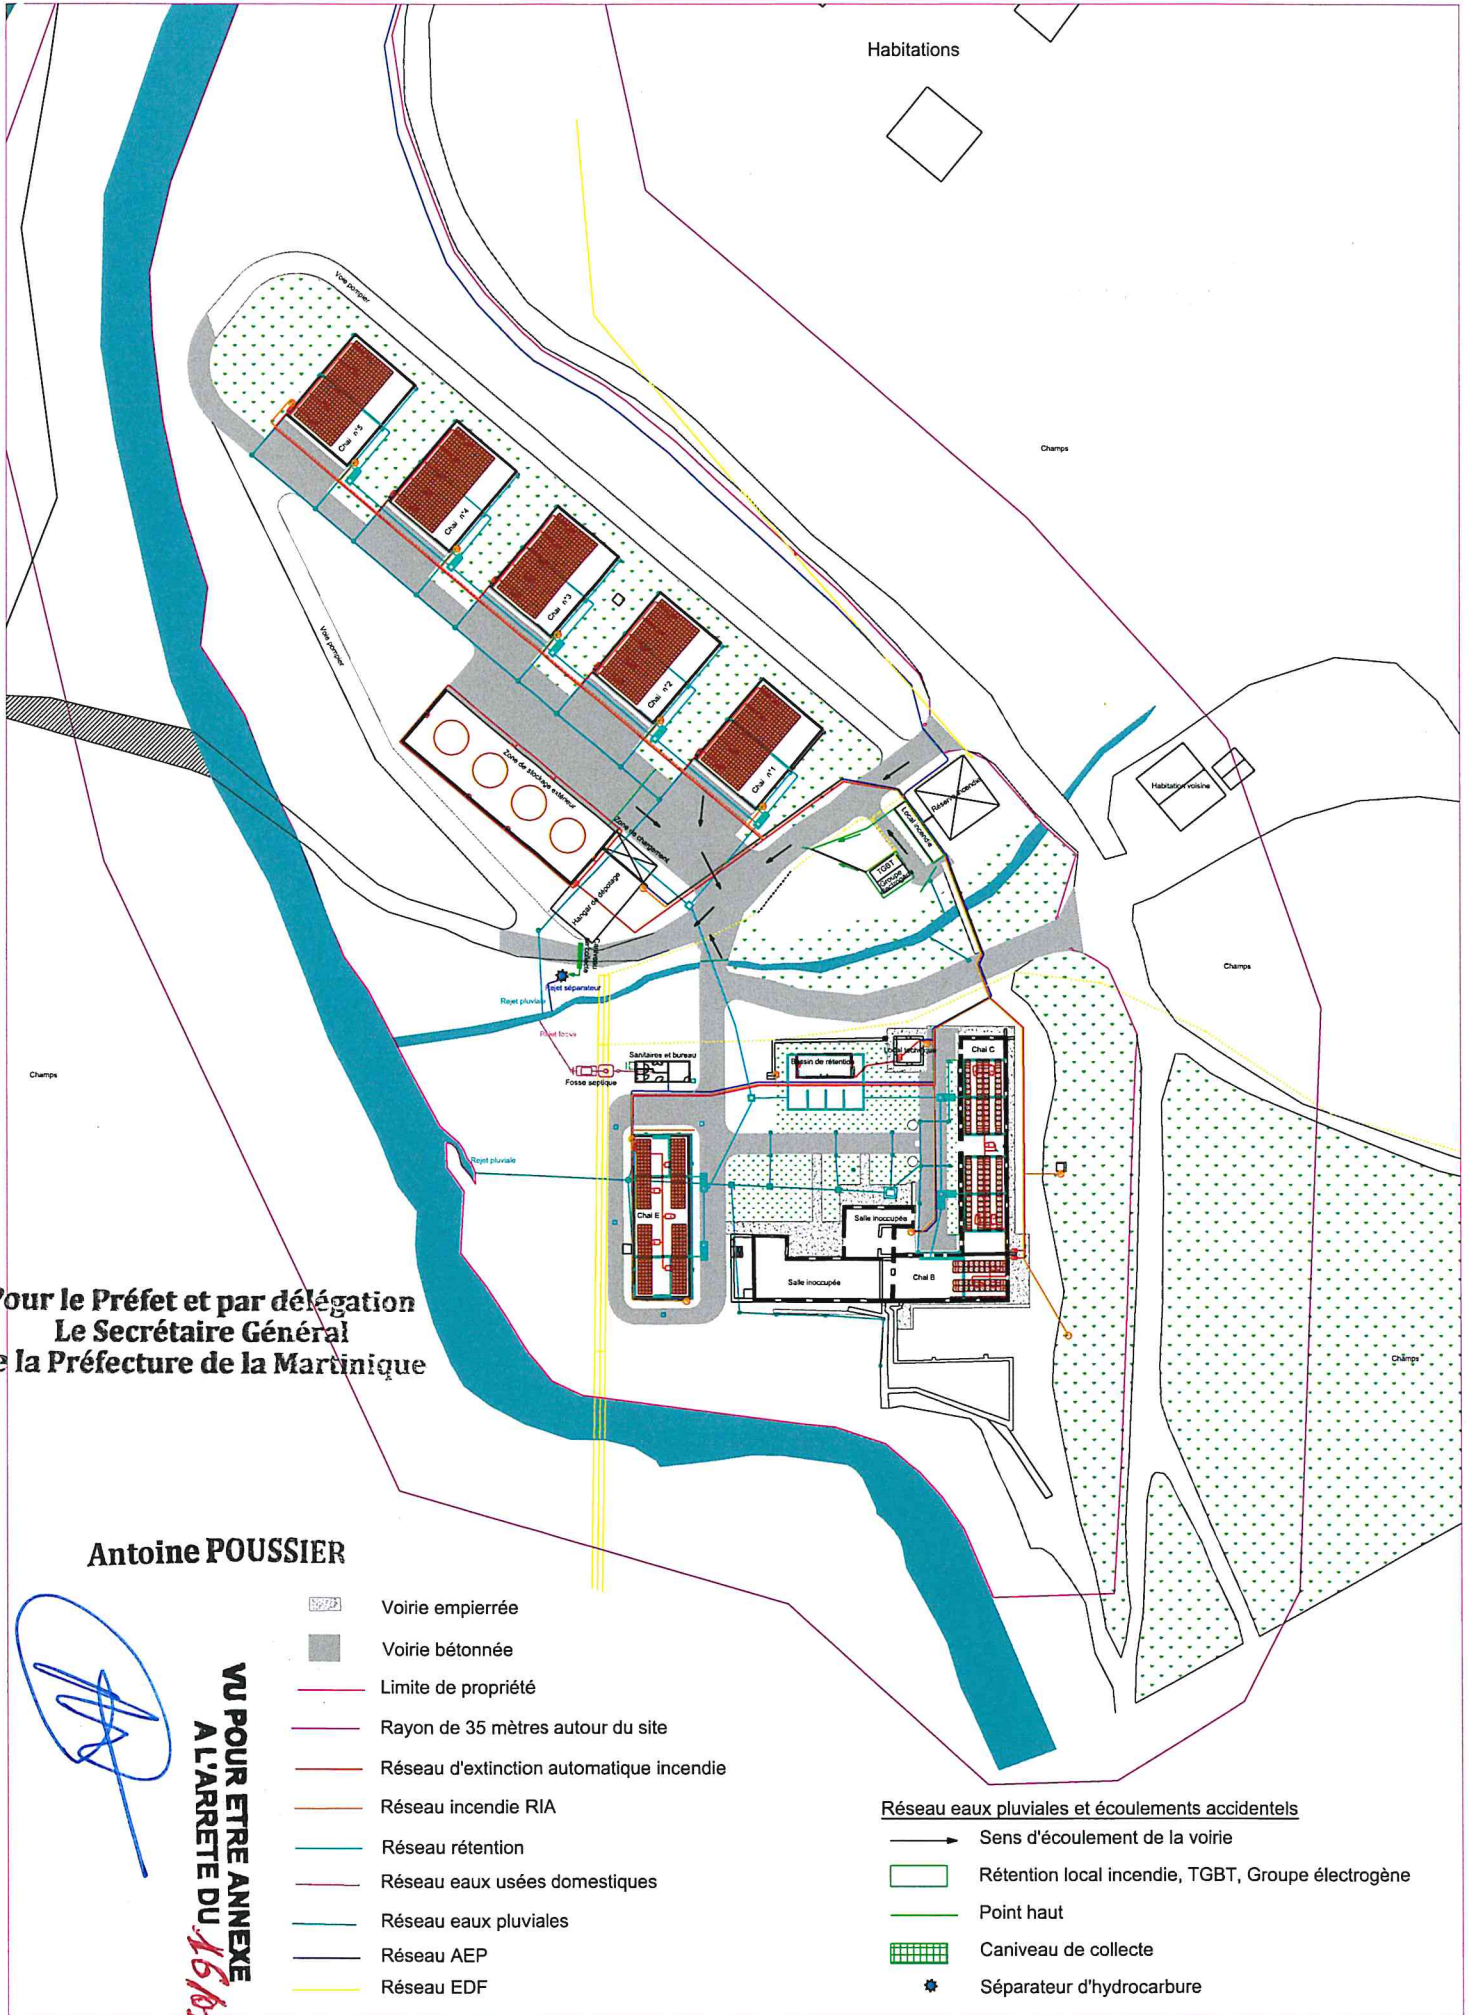 Habitations
Voie pompier
Champs
Chai n°5
Chai n°4
Chai n°3
Chai n°2
Chai n°1
Voie pompier
Zone de stockage extérieur
Zone de chargement
Hangar de dépotage
Réserve incendie
Local incendie
TGBT
Groupe
électrogène
Habitation voisine
Caniveau
de collecte
Rejet séparateur
Rejet pluviale
Rejet fosse
Fosse septique
Sanitaires et bureau
Bassin de rétention
Local technique
Chai C
Champs
Champs
Rejet pluviale
Chai E
Salle inoccupée
Salle inoccupée
Chai B
Champs
Pour le Préfet et par délégation
Le Secrétaire Général
e la Préfecture de la Martinique
Antoine POUSSIER
VU POUR ETRE ANNEXE
A L'ARRETE DU 16/
Voirie empierrée
Voirie bétonnée
Limite de propriété
Rayon de 35 mètres autour du site
Réseau d'extinction automatique incendie
Réseau incendie RIA
Réseau rétention
Réseau eaux usées domestiques
Réseau eaux pluviales
Réseau AEP
Réseau EDF
Réseau eaux pluviales et écoulements accidentels
Sens d'écoulement de la voirie
Rétention local incendie, TGBT, Groupe électrogène
Point haut
Caniveau de collecte
Séparateur d'hydrocarbure